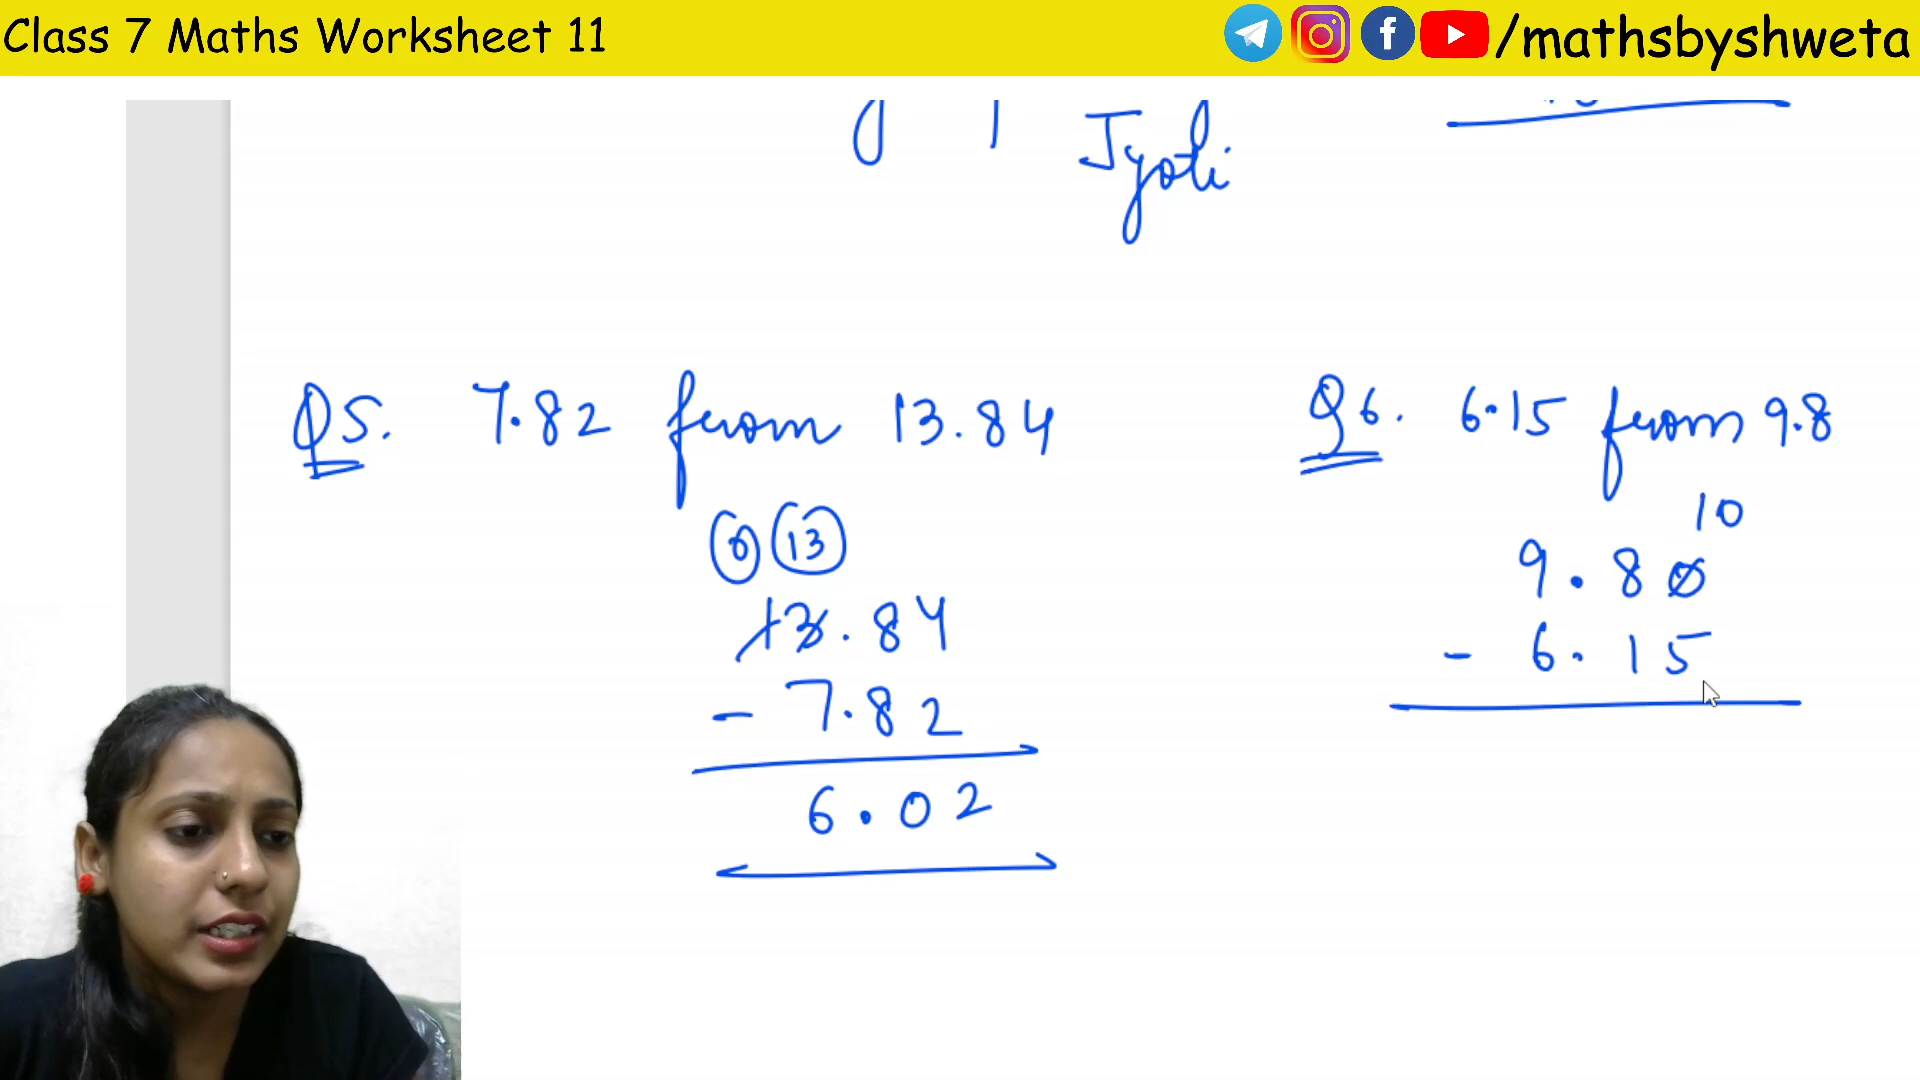 Class 7 Maths Worksheet 11
/mathsbyshweta
Jyoti
Q5. 7.82 from 13.84
0 13
13.84
- 7.82
6.02
Q6. 6.15 from 9.8
10
9.80
- 6.15